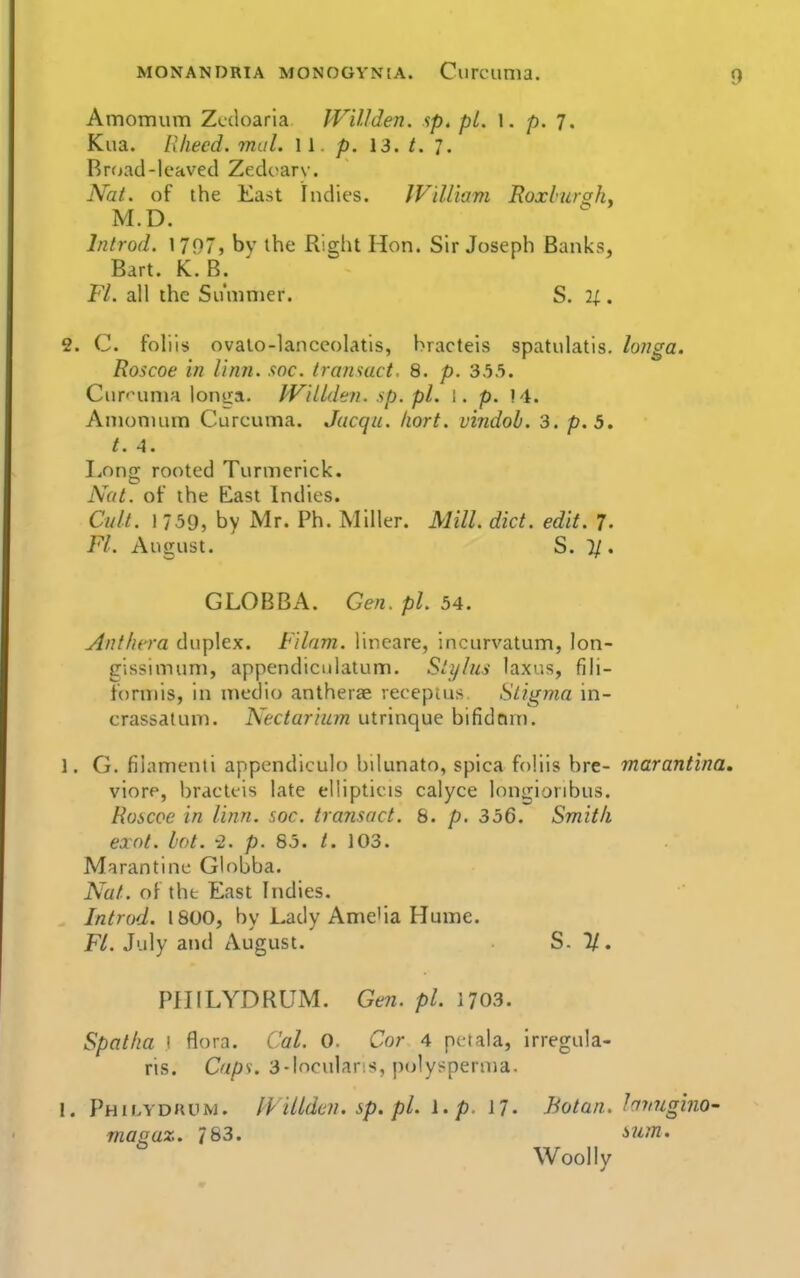 MONANDRIA MONOGYNIA. Curcuma. 9
Amomum Zedoaria. Willden. sp. pl. 1. p. 7.
Kua. Rheed. mal. 11. p. 13. t. 7.
Broad-leaved Zedoary.
Nat. of the East Indies. William Roxburgh,
M.D.
Introd. 1797, by the Right Hon. Sir Joseph Banks,
Bart. K. B.
Fl. all the Summer. S. ♃.
2. C. foliis ovato-lanceolatis, bracteis spatulatis. longa.
Roscoe in linn. soc. transact. 8. p. 355.
Curcuma longa. Willden. sp. pl. 1. p. 14.
Amomum Curcuma. Jacqu. hort. vindob. 3. p. 5.
t. 4.
Long rooted Turmerick.
Nat. of the East Indies.
Cult. 1759, by Mr. Ph. Miller. Mill. dict. edit. 7.
Fl. August. S. ♃.
GLOBBA. Gen. pl. 54.
Anthera duplex. Filam. lineare, incurvatum, lon-
gissimum, appendiculatum. Stylus laxus, fili-
formis, in medio antheræ receptus. Stigma in-
crassatum. Nectarium utrinque bifidum.
1. G. filamenti appendiculo bilunato, spica foliis bre- marantina.
viore, bracteis late ellipticis calyce longioribus.
Roscoe in linn. soc. transact. 8. p. 356. Smith
exot. bot. 2. p. 85. t. 103.
Marantine Globba.
Nat. of the East Indies.
Introd. 1800, by Lady Amelia Hume.
Fl. July and August. S. ♃.
PHILYDRUM. Gen. pl. 1703.
Spatha 1 flora. Cal. 0. Cor. 4 petala, irregula-
ris. Caps. 3-locularis, polysperma.
1. PHILYDRUM. Willden. sp. pl. 1. p. 17. Botan. lanugino-
magaz. 783. sum.
Woolly